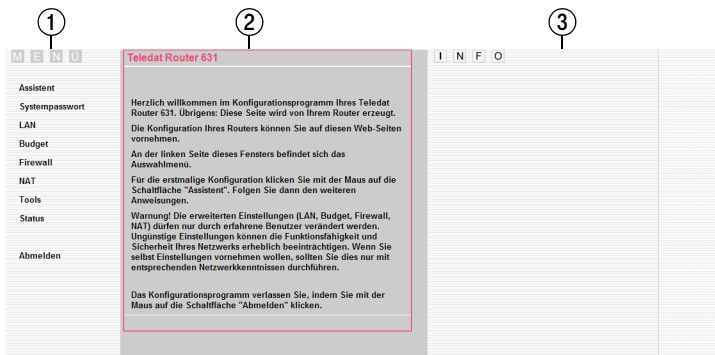 1 2 3
MENÜ
Teledat Router 631
INFO
Assistent
Systempasswort
LAN
Budget
Firewall
NAT
Tools
Status
Abmelden
Herzlich willkommen im Konfigurationsprogramm Ihres Teledat
Router 631. Übrigens: Diese Seite wird von Ihrem Router erzeugt.
Die Konfiguration Ihres Routers können Sie auf diesen Web-Seiten
vornehmen.
An der linken Seite dieses Fensters befindet sich das
Auswahlmenü.
Für die erstmalige Konfiguration klicken Sie mit der Maus auf die
Schaltfläche "Assistent". Folgen Sie dann den weiteren
Anweisungen.
Warnung! Die erweiterten Einstellungen (LAN, Budget, Firewall,
NAT) dürfen nur durch erfahrene Benutzer verändert werden.
Ungünstige Einstellungen können die Funktionsfähigkeit und
Sicherheit Ihres Netzwerks erheblich beeinträchtigen. Wenn Sie
selbst Einstellungen vornehmen wollen, sollten Sie dies nur mit
entsprechenden Netzwerkkenntnissen durchführen.
Das Konfigurationsprogramm verlassen Sie, indem Sie mit der
Maus auf die Schaltfläche "Abmelden" klicken.